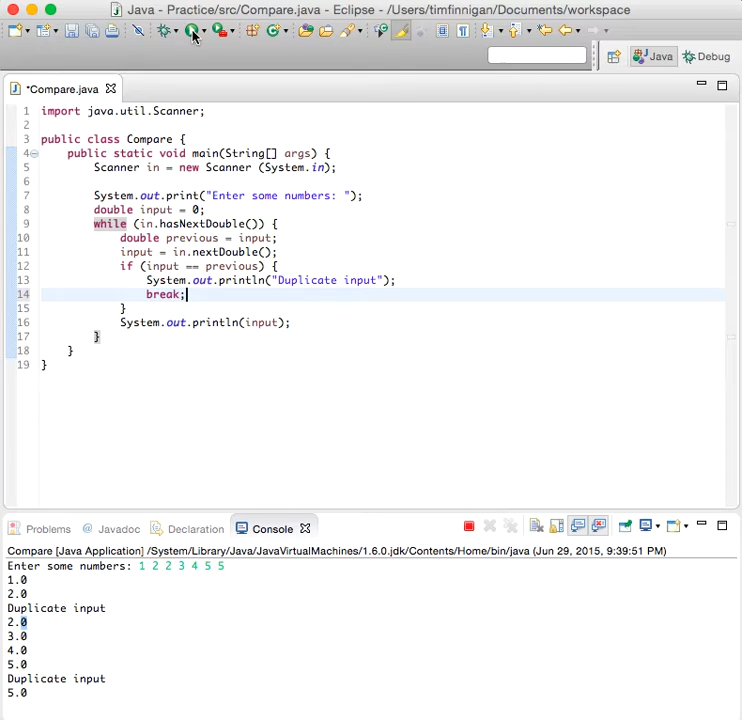 Java - Practice/src/Compare.java - Eclipse - /Users/timfinnigan/Documents/workspace
Java
Debug
*Compare.java
1 import java.util.Scanner;
2
3 public class Compare {
4 public static void main(String[] args) {
5 Scanner in = new Scanner (System.in);
6
7 System.out.print("Enter some numbers: ");
8 double input = 0;
9 while (in.hasNextDouble()) {
10 double previous = input;
11 input = in.nextDouble();
12 if (input == previous) {
13 System.out.println("Duplicate input");
14 break;
15 }
16 System.out.println(input);
17 }
18 }
19 }
Problems @ Javadoc Declaration Console
Compare [Java Application] /System/Library/Java/JavaVirtualMachines/1.6.0.jdk/Contents/Home/bin/java (Jun 29, 2015, 9:39:51 PM)
Enter some numbers: 1 2 2 3 4 5 5
1.0
2.0
Duplicate input
2.0
3.0
4.0
5.0
Duplicate input
5.0